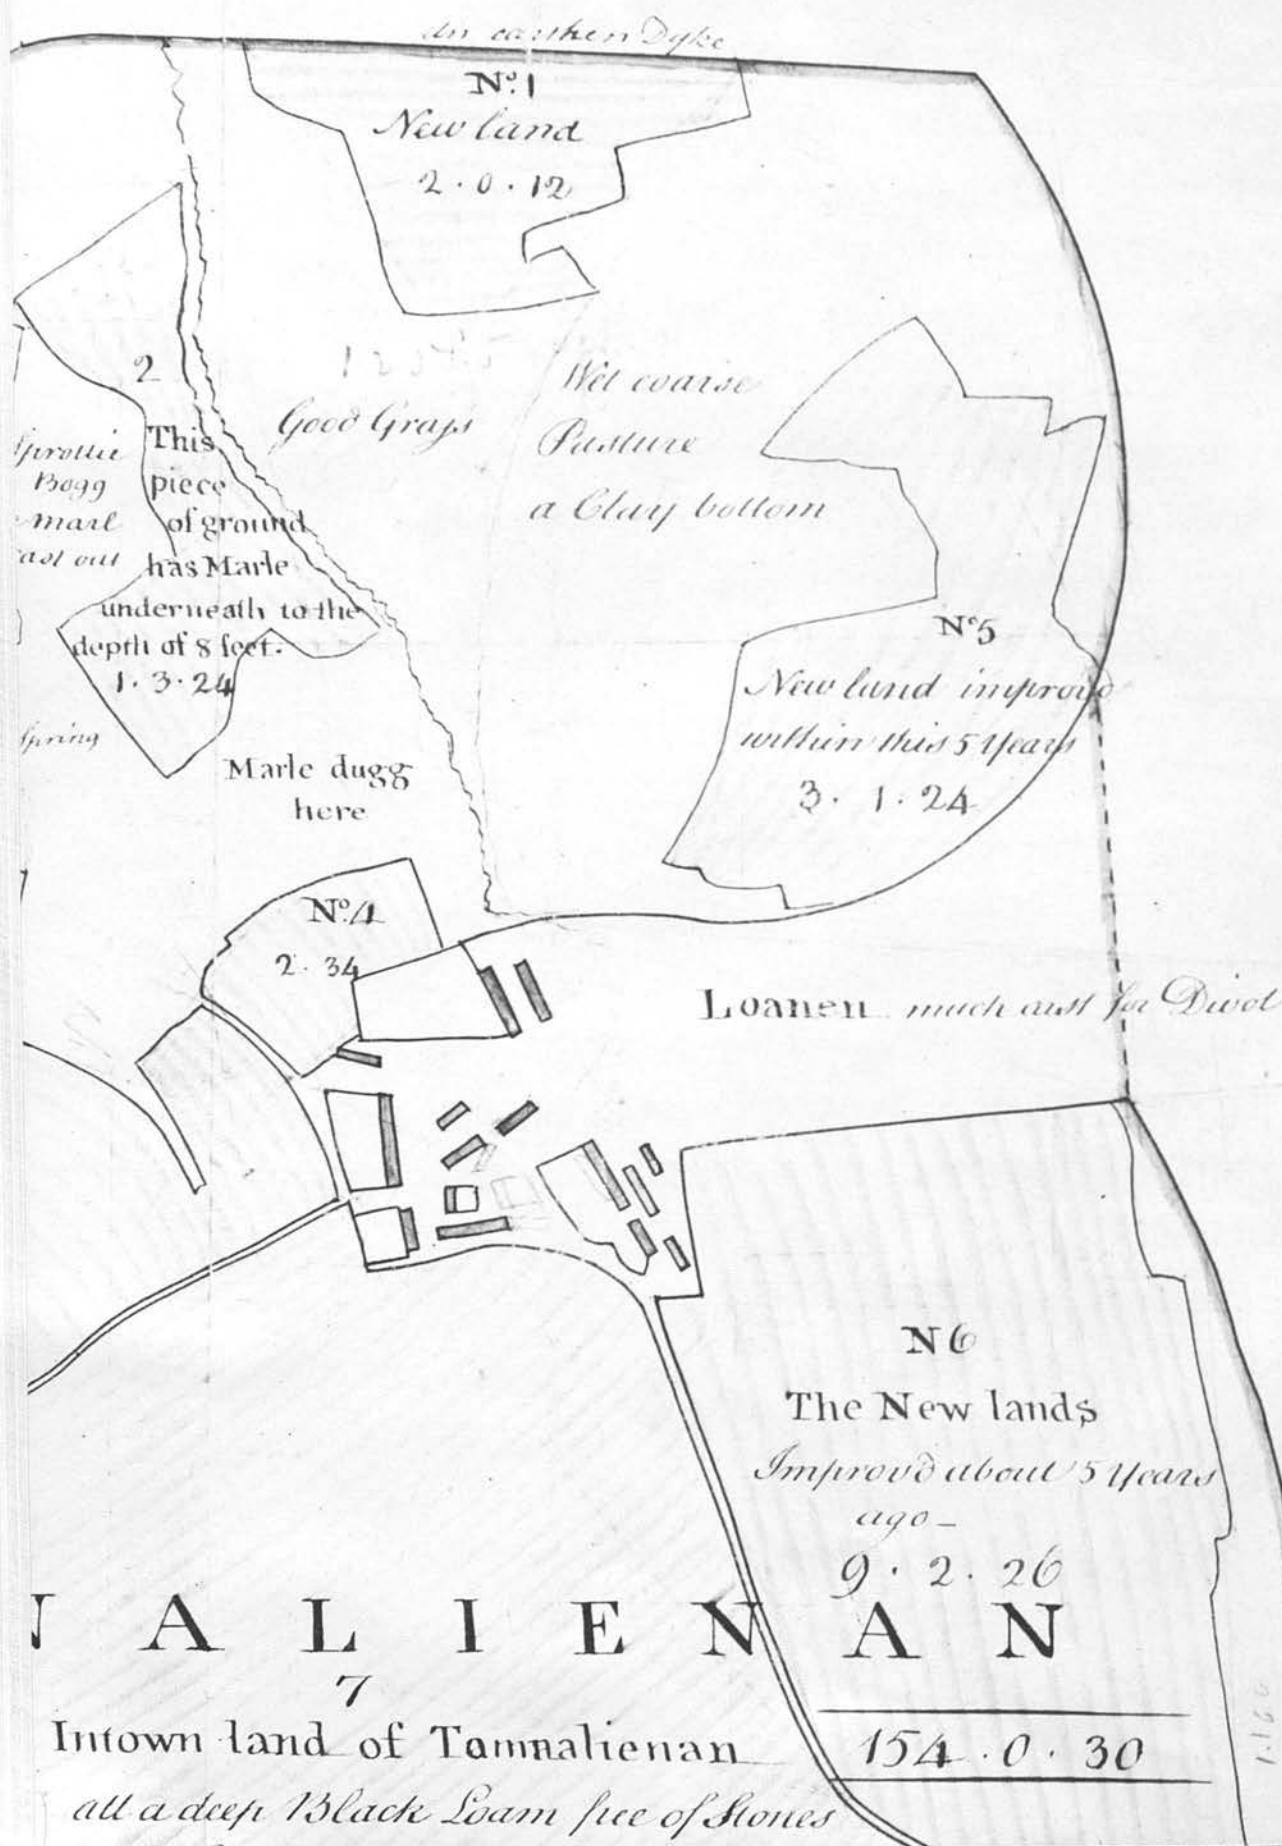 An earthen Dyke
No. 1
New land
2 . 0 . 12
2
This
piece
of ground
has Marle
underneath to the
depth of 8 feet.
1 . 3 . 24
Bogg
marl
out
Spring
Good Grass
Wet coarse
Pasture
a Clay bottom
No 5
New land improvd
within this 5 Years
3 . 1 . 24
Marle dugg
here
No. 4
2 . 34
Loanen much cast for Divot
N 6
The New lands
Improvd about 5 Years
ago –
9 . 2 . 26
N A L I E N A N
7
Intown land of Tamnalienan
154 . 0 . 30
all a deep Black Loam free of Stones